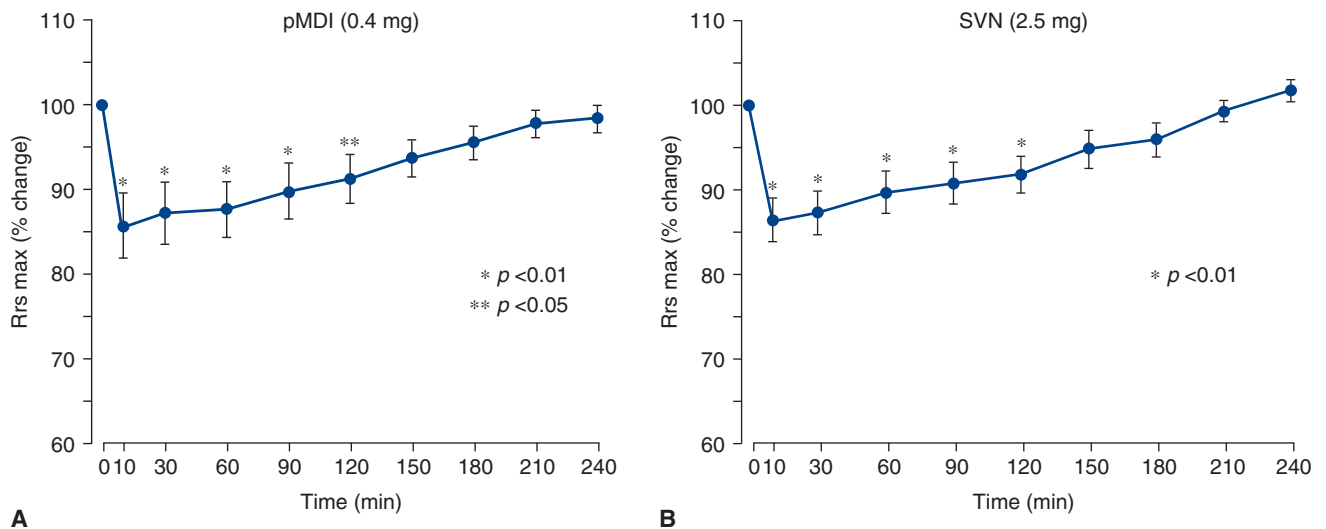 pMDI (0.4 mg)
110
100
90
80
70
60
Rrs max (% change)
*
*
*
*
**
* p <0.01
** p <0.05
0 10 30 60 90 120 150 180 210 240
Time (min)
A
SVN (2.5 mg)
110
100
90
80
70
60
Rrs max (% change)
*
*
*
*
*
* p <0.01
0 10 30 60 90 120 150 180 210 240
Time (min)
B